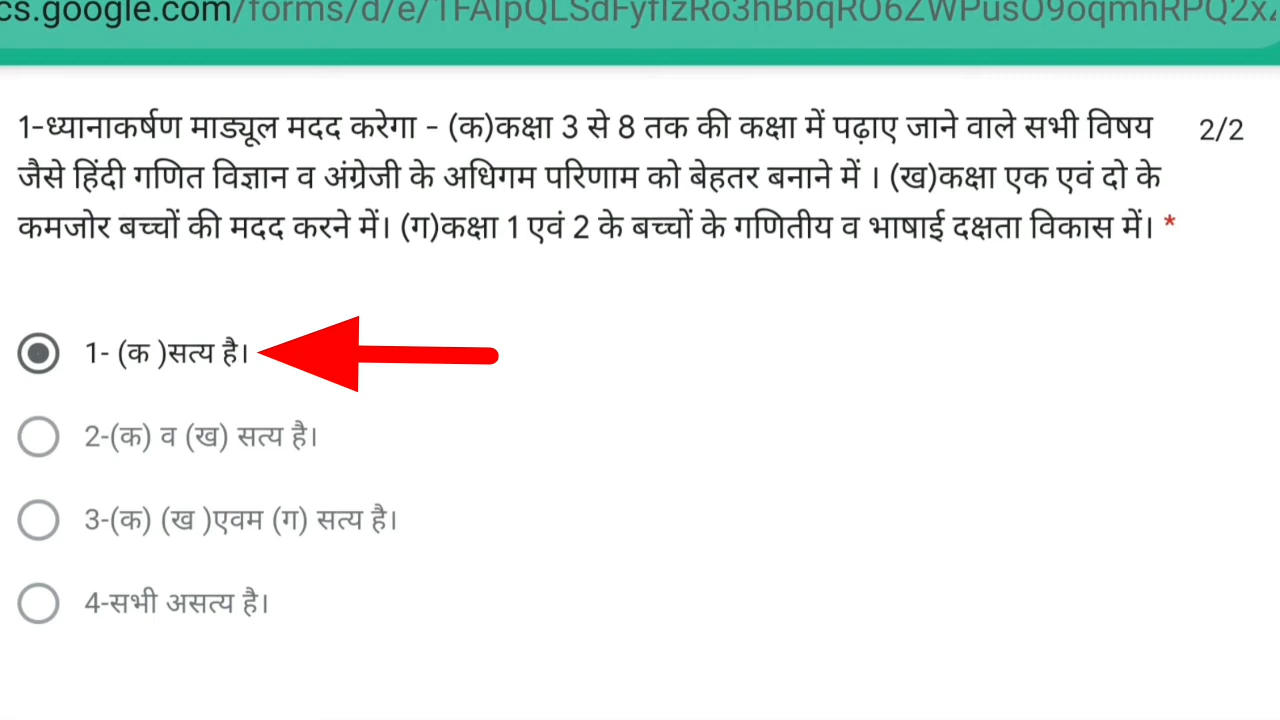 cs.google.com/forms/d/e/
1-ध्यानाकर्षण माड्यूल मदद करेगा - (क)कक्षा 3 से 8 तक की कक्षा में पढ़ाए जाने वाले सभी विषय 2/2
जैसे हिंदी गणित विज्ञान व अंग्रेजी के अधिगम परिणाम को बेहतर बनाने में । (ख)कक्षा एक एवं दो के
कमजोर बच्चों की मदद करने में। (ग)कक्षा 1 एवं 2 के बच्चों के गणितीय व भाषाई दक्षता विकास में। *
1- (क )सत्य है।
2-(क) व (ख) सत्य है।
3-(क) (ख )एवम (ग) सत्य है।
4-सभी असत्य है।